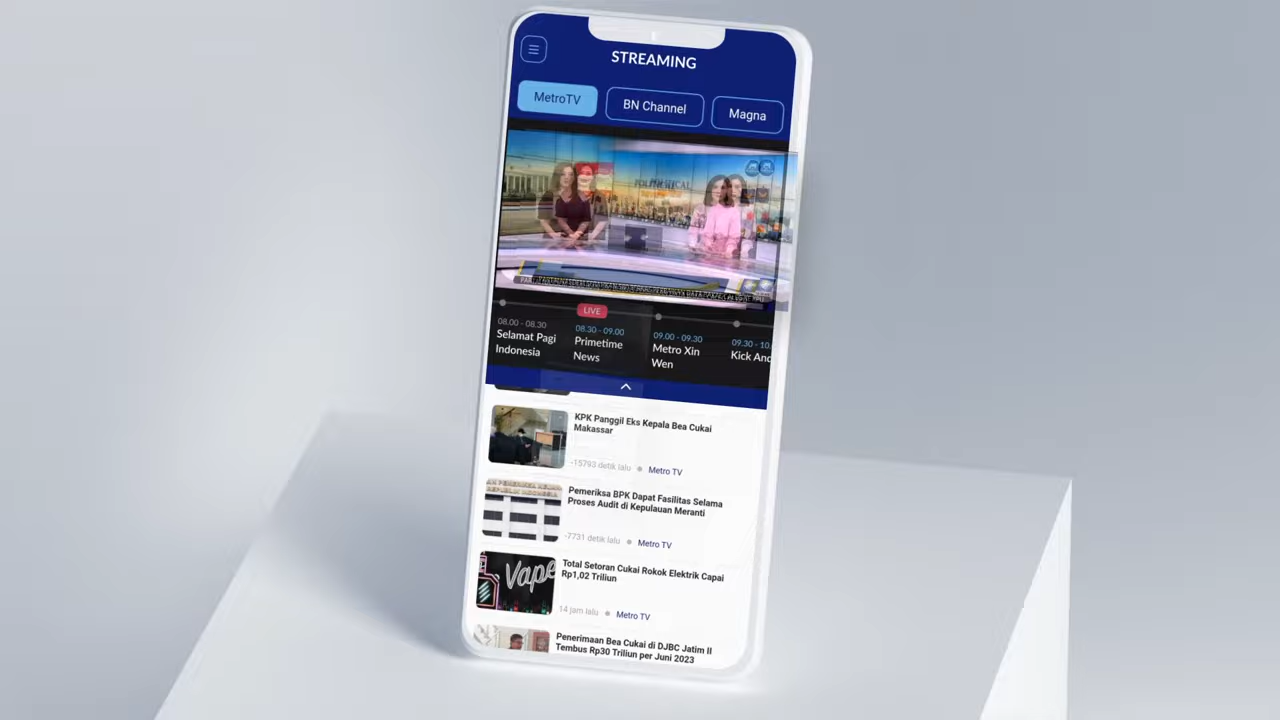 STREAMING
MetroTV
BN Channel
Magna
POLITICAL
LIVE
08.00 - 08.30
Selamat Pagi
Indonesia
08.30 - 09.00
Primetime
News
09.00 - 09.30
Metro Xin
Wen
09.30 - 10
Kick And
KPK Panggil Eks Kepala Bea Cukai
Makassar
-15793 detik lalu
Metro TV
Pemeriksa BPK Dapat Fasilitas Selama
Proses Audit di Kepulauan Meranti
-7731 detik lalu
Metro TV
Vape
Total Setoran Cukai Rokok Elektrik Capai
Rp1,02 Triliun
14 jam lalu
Metro TV
Penerimaan Bea Cukai di DJBC Jatim II
Tembus Rp30 Triliun per Juni 2023